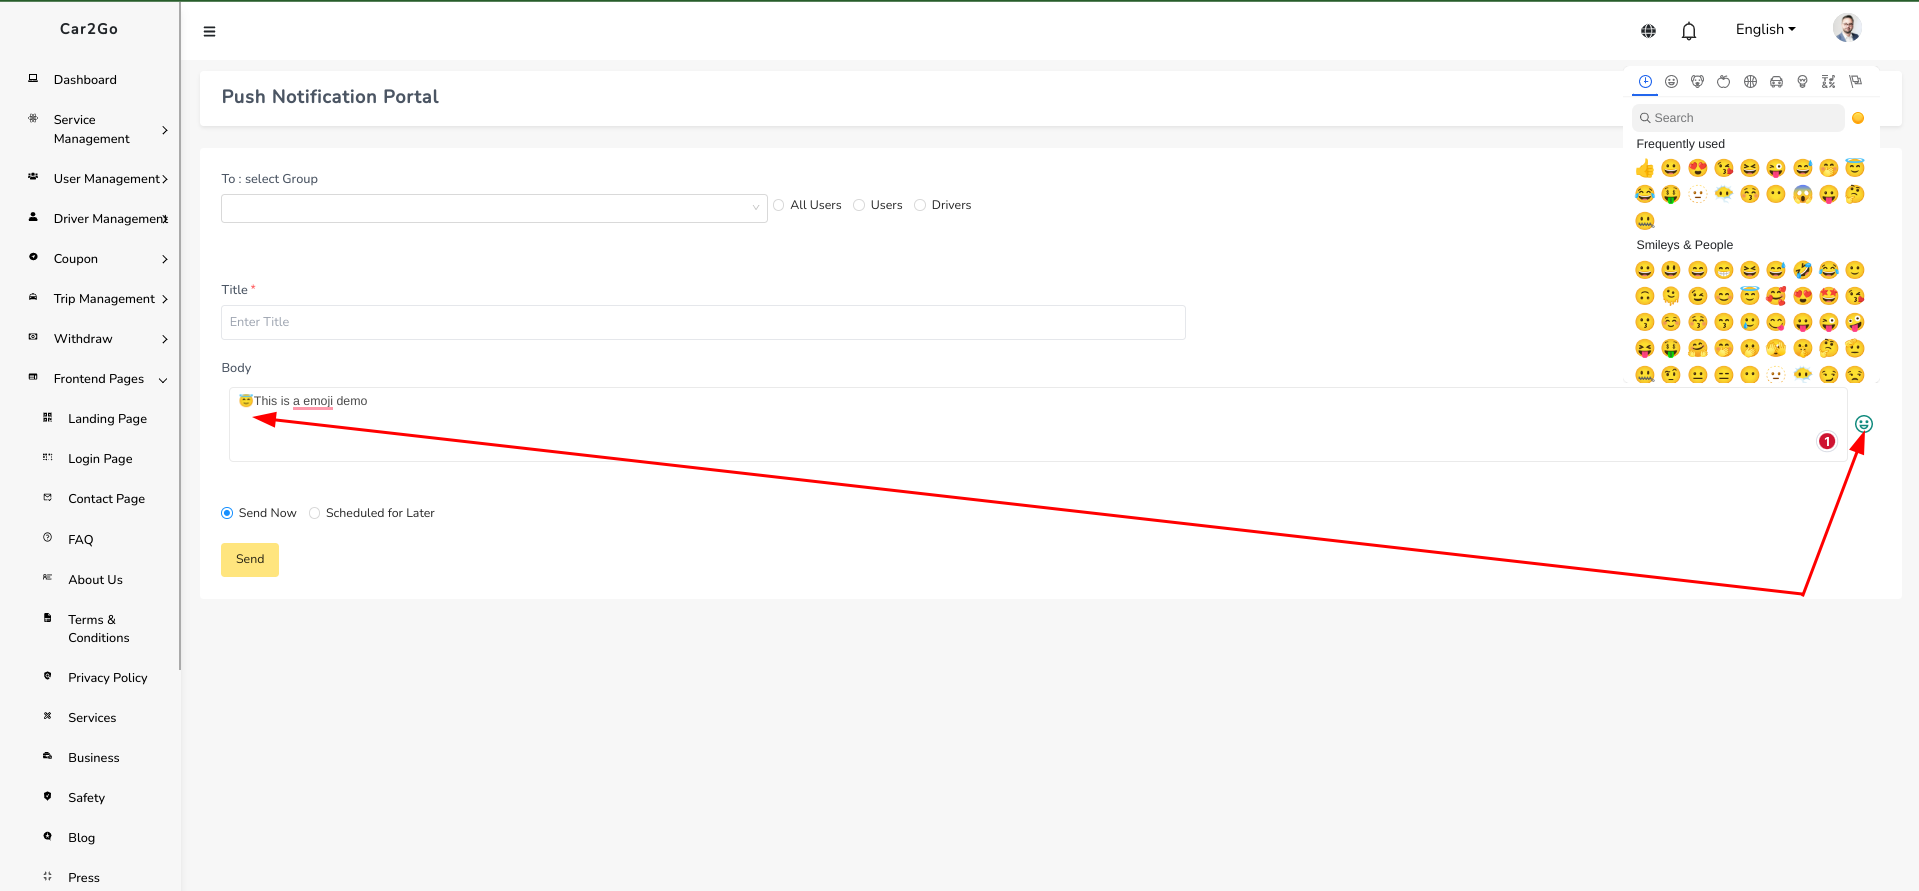 Car2Go
English
Dashboard
Service
Management
User Management
Driver Management
Coupon
Trip Management
Withdraw
Frontend Pages
Landing Page
Login Page
Contact Page
FAQ
About Us
Terms &
Conditions
Privacy Policy
Services
Business
Safety
Blog
Press
Push Notification Portal
To : select Group
All Users Users Drivers
Title *
Enter Title
Body
😇This is a emoji demo
1
Send Now Scheduled for Later
Send
Search
Frequently used
Smileys & People